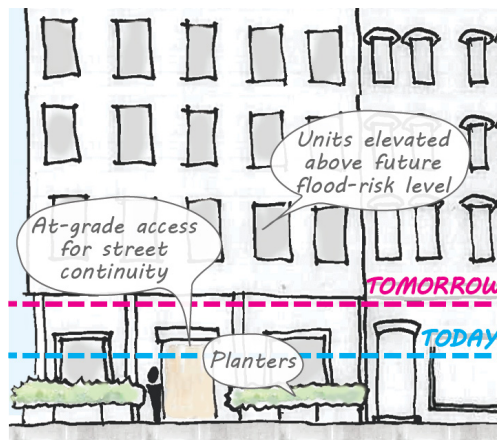 Units elevated
above future
flood-risk level
At-grade access
for street
continuity
TOMORROW
TODAY
Planters